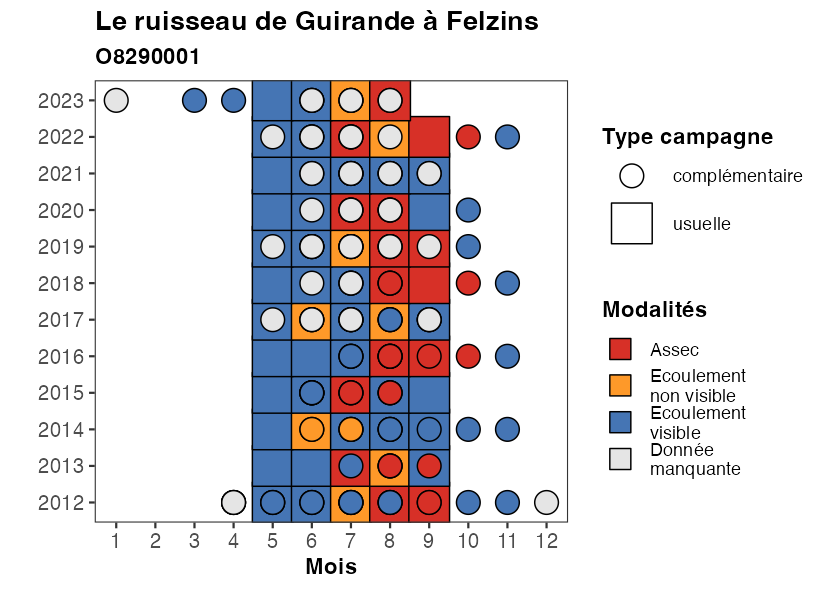 Le ruisseau de Guirande à Felzins
O8290001
2023
2022
2021
2020
2019
2018
2017
2016
2015
2014
2013
2012
1 2 3 4 5 6 7 8 9 10 11 12
Mois
Type campagne
complémentaire
usuelle
Modalités
Assec
Ecoulement
non visible
Ecoulement
visible
Donnée
manquante